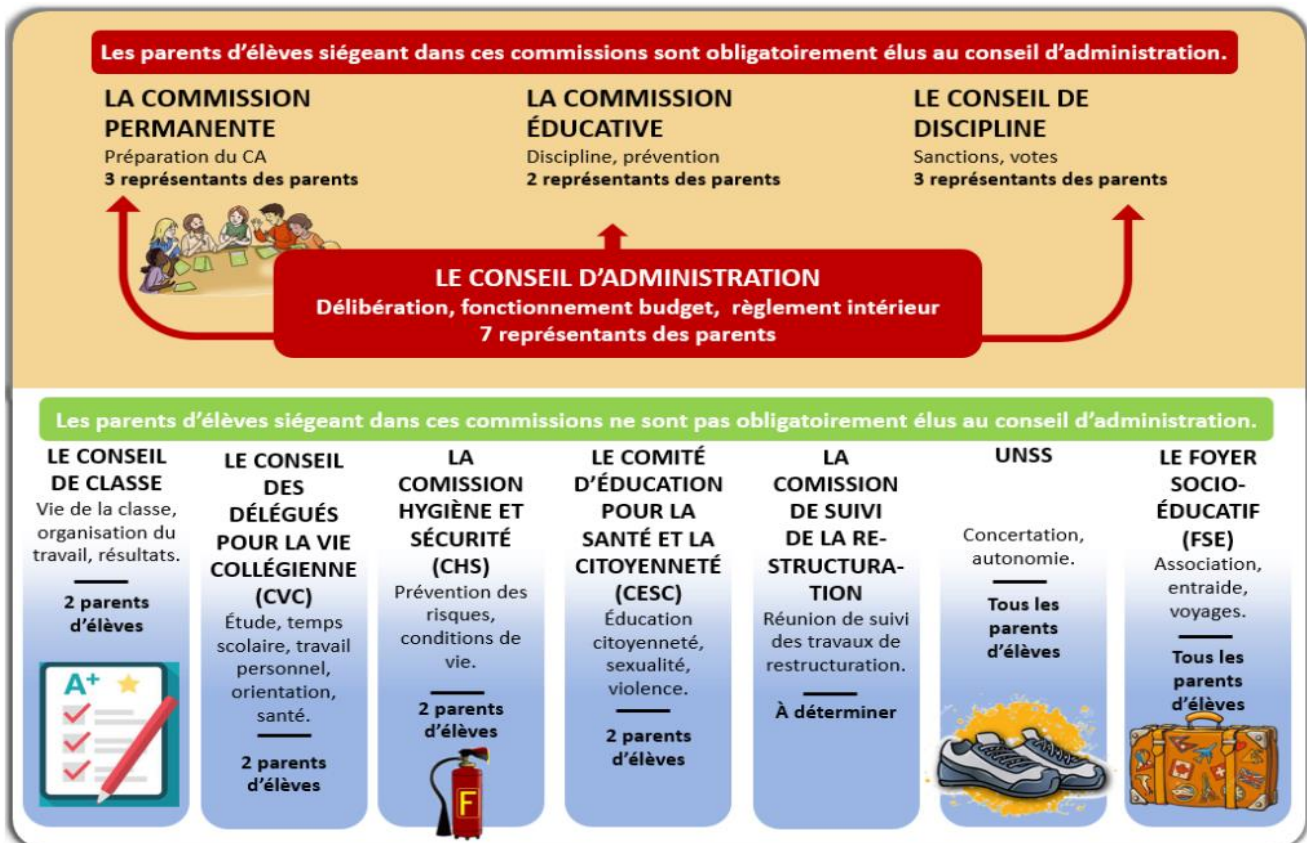 Les parents d'élèves siégeant dans ces commissions sont obligatoirement élus au conseil d'administration.
LA COMMISSION
PERMANENTE
Préparation du CA
3 représentants des parents
LA COMMISSION
ÉDUCATIVE
Discipline, prévention
2 représentants des parents
LE CONSEIL DE
DISCIPLINE
Sanctions, votes
3 représentants des parents
LE CONSEIL D'ADMINISTRATION
Délibération, fonctionnement budget, règlement intérieur
7 représentants des parents
Les parents d'élèves siégeant dans ces commissions ne sont pas obligatoirement élus au conseil d'administration.
LE CONSEIL
DE CLASSE
Vie de la classe,
organisation du
travail, résultats.
2 parents
d'élèves
A+
LE CONSEIL
DES
DÉLÉGUÉS
POUR LA VIE
COLLÉGIENNE
(CVC)
Étude, temps
scolaire, travail
personnel,
orientation,
santé.
2 parents
d'élèves
LA
COMISSION
HYGIÈNE ET
SÉCURITÉ
(CHS)
Prévention des
risques,
conditions de
vie.
2 parents
d'élèves
F
LE COMITÉ
D'ÉDUCATION
POUR LA
SANTÉ ET LA
CITOYENNETÉ
(CESC)
Éducation
citoyenneté,
sexualité,
violence.
2 parents
d'élèves
LA
COMISSION
DE SUIVI
DE LA RE-
STRUCTURA-
TION
Réunion de suivi
des travaux de
restructuration.
À déterminer
UNSS
Concertation,
autonomie.
Tous les
parents
d'élèves
LE FOYER
SOCIO-
ÉDUCATIF
(FSE)
Association,
entraide,
voyages.
Tous les
parents
d'élèves